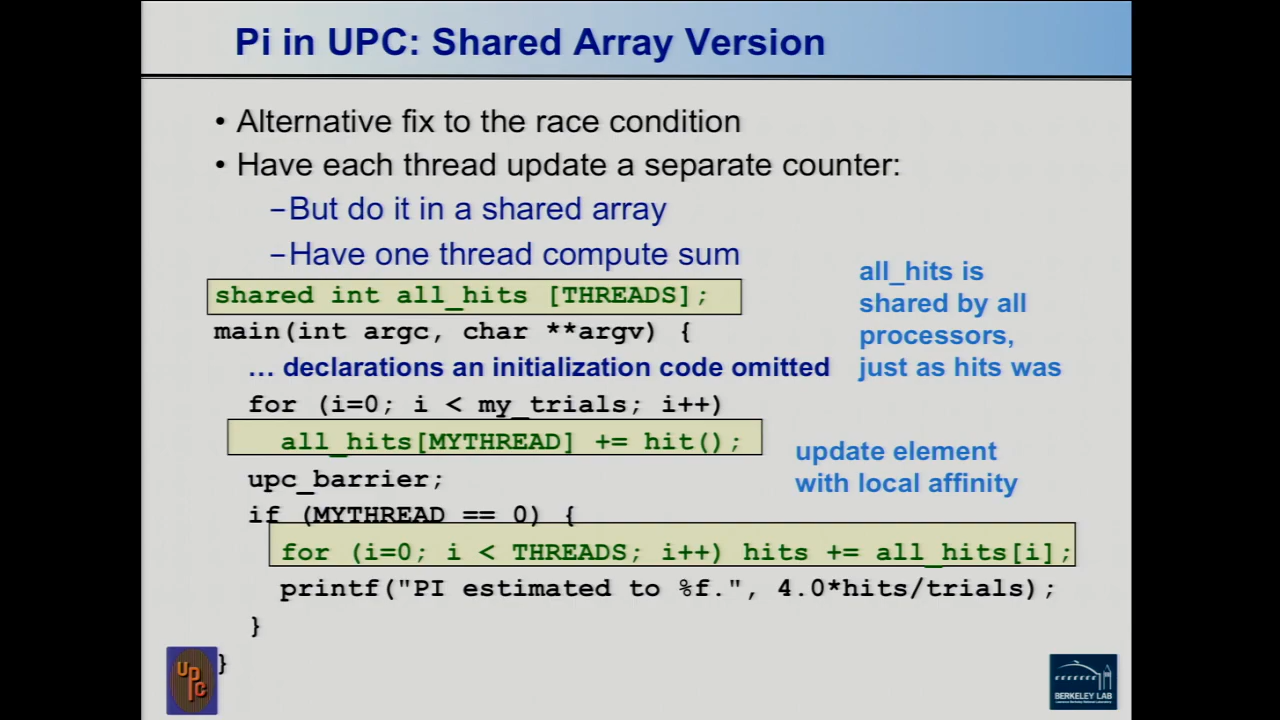 Pi in UPC: Shared Array Version
• Alternative fix to the race condition
• Have each thread update a separate counter:
–But do it in a shared array
–Have one thread compute sum
shared int all_hits [THREADS];
main(int argc, char **argv) {
… declarations an initialization code omitted
for (i=0; i < my_trials; i++)
all_hits[MYTHREAD] += hit();
upc_barrier;
if (MYTHREAD == 0) {
for (i=0; i < THREADS; i++) hits += all_hits[i];
printf("PI estimated to %f.", 4.0*hits/trials);
}
}
all_hits is
shared by all
processors,
just as hits was
update element
with local affinity
UPC
BERKELEY LAB